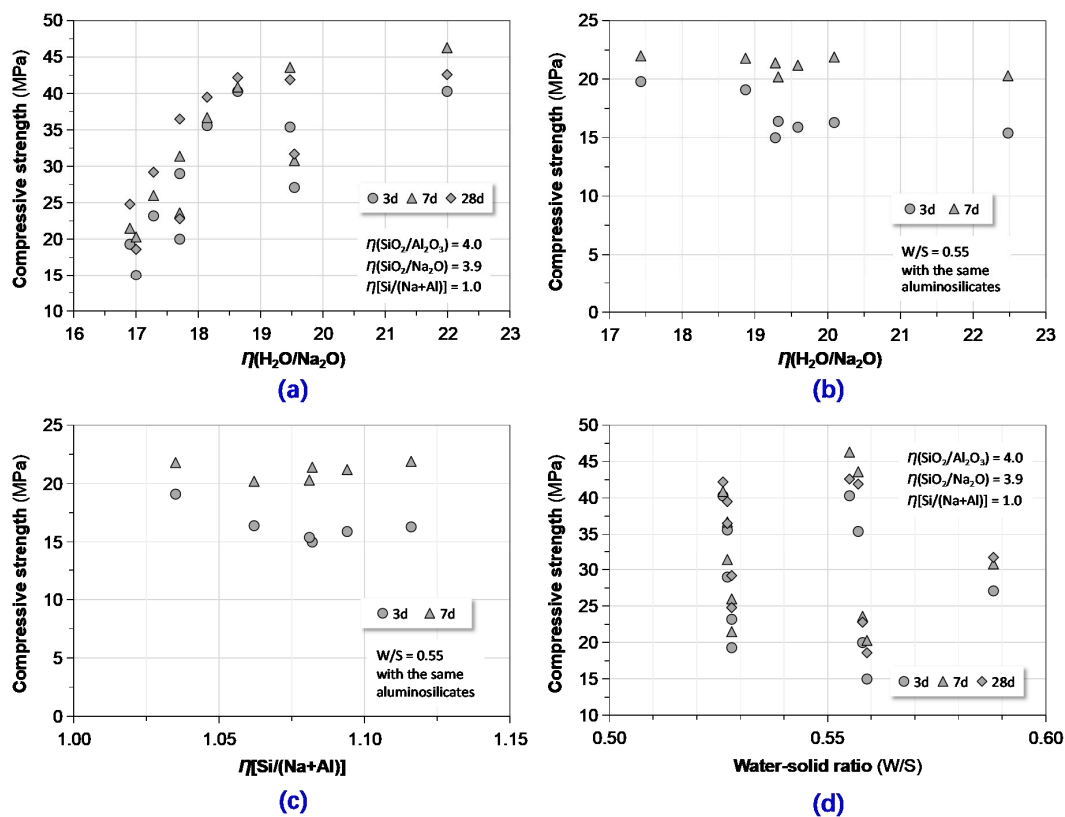 Compressive strength (MPa)
50
45
40
35
30
25
20
15
10
3d 7d 28d
η(SiO₂/Al₂O₃) = 4.0
η(SiO₂/Na₂O) = 3.9
η[Si/(Na+Al)] = 1.0
16 17 18 19 20 21 22 23
η(H₂O/Na₂O)
(a)
Compressive strength (MPa)
25
20
15
10
5
0
3d 7d
W/S = 0.55
with the same
aluminosilicates
17 18 19 20 21 22 23
η(H₂O/Na₂O)
(b)
Compressive strength (MPa)
25
20
15
10
5
0
3d 7d
W/S = 0.55
with the same
aluminosilicates
1.00 1.05 1.10 1.15
η[Si/(Na+Al)]
(c)
Compressive strength (MPa)
50
45
40
35
30
25
20
15
10
η(SiO₂/Al₂O₃) = 4.0
η(SiO₂/Na₂O) = 3.9
η[Si/(Na+Al)] = 1.0
3d 7d 28d
0.50 0.55 0.60
Water-solid ratio (W/S)
(d)